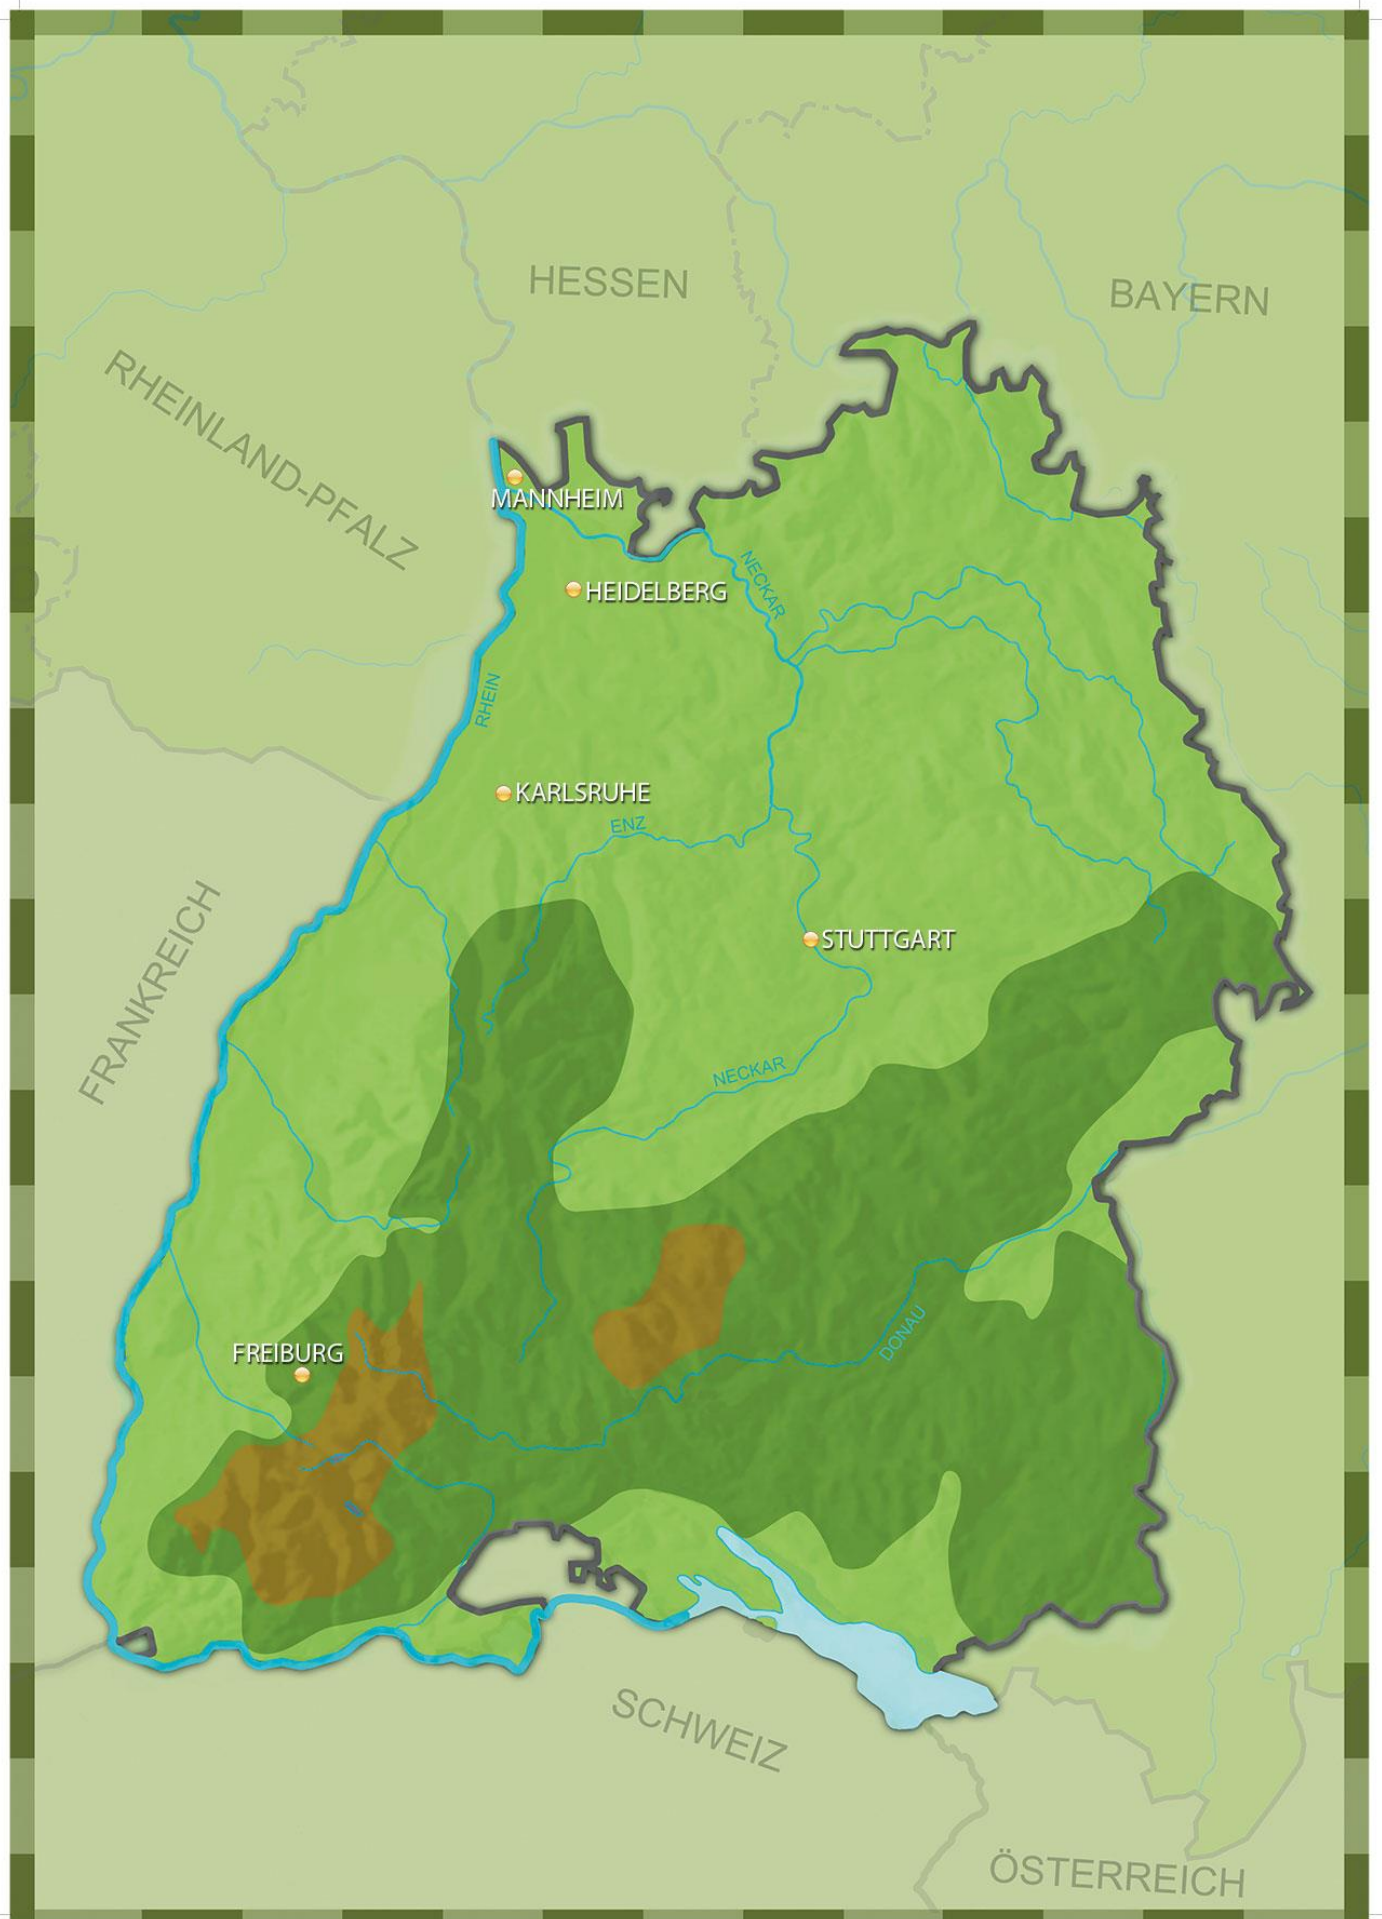 HESSEN
BAYERN
RHEINLAND-PFALZ
MANNHEIM
NECKAR
HEIDELBERG
RHEIN
KARLSRUHE
ENZ
FRANKREICH
STUTTGART
NECKAR
DONAU
FREIBURG
SCHWEIZ
ÖSTERREICH